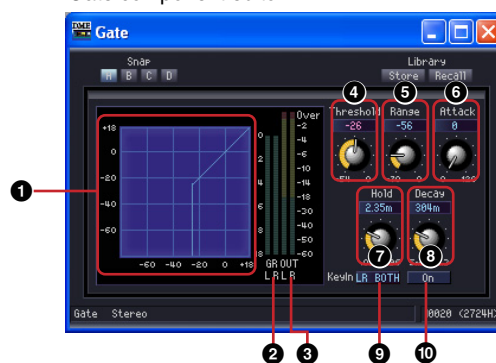 Gate
Snap
Library
A B C D
Store Recall
4 5 6
Threshold Range Attack
-26 -56 0
+18
0
-20
-40
-60
-60 -40 -20 0 +18
Over
-2
-4
-6
-10
-14
-18
-30
-40
-50
-60
GR OUT
L R L R
1
Hold Decay
2.35m 304m
7 8
KeyIn LR BOTH On
Gate Stereo
0020 (2724H)
2 3 9 10